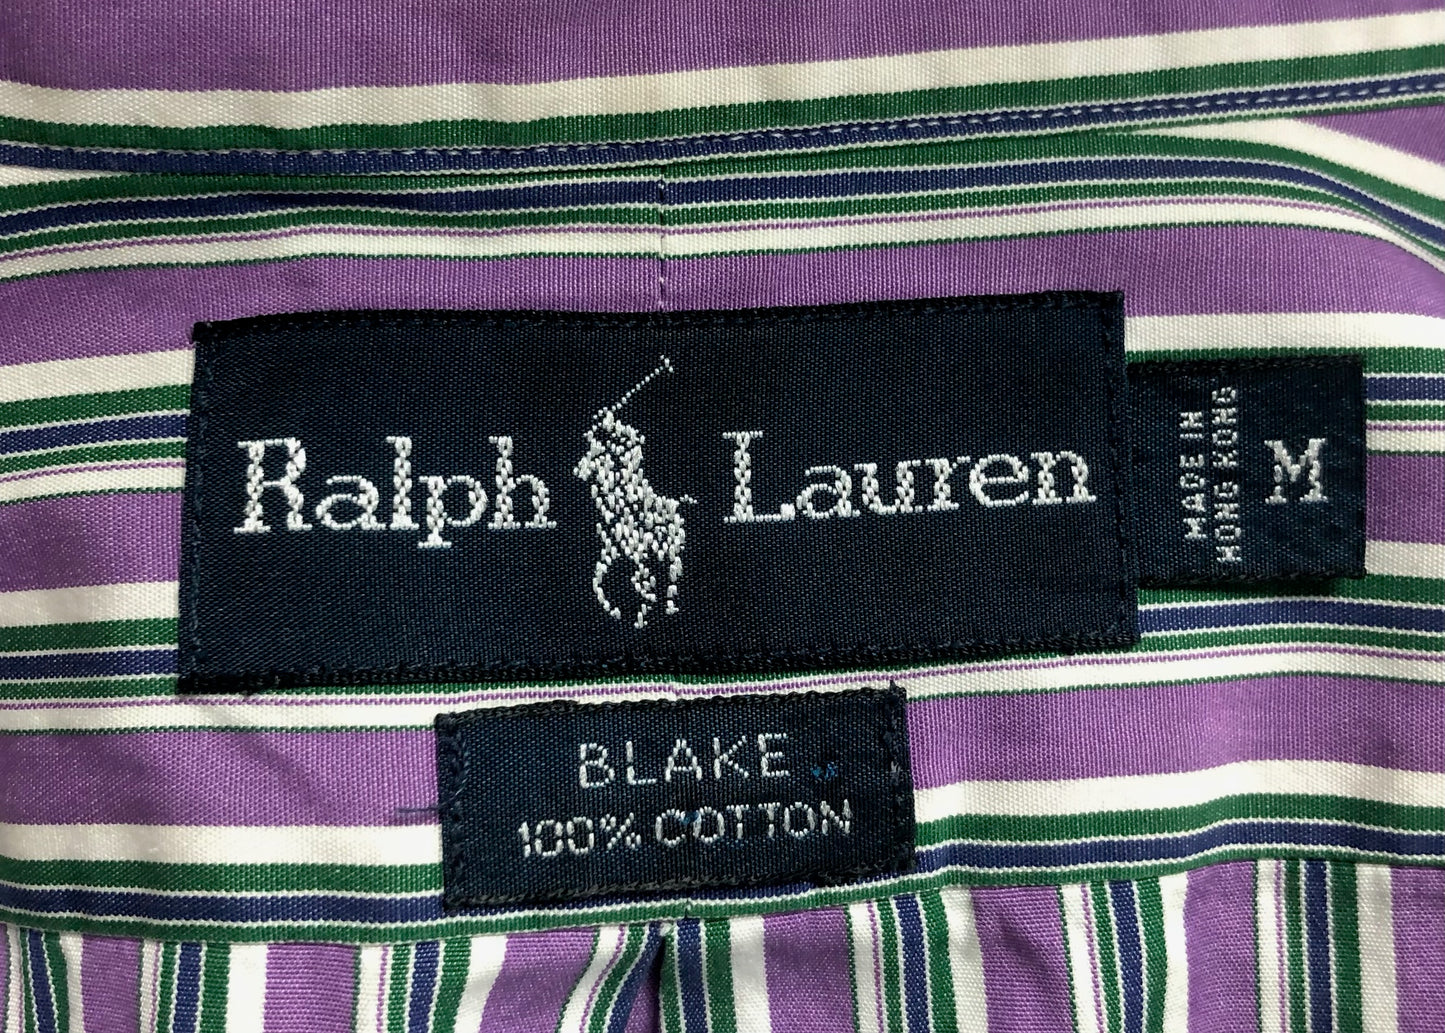 Ralph Lauren
MADE IN
HONG KONG
M
BLAKE
100% COTTON